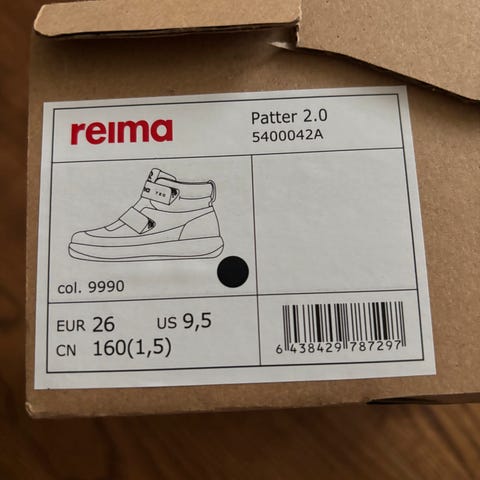 reima
Patter 2.0
5400042A
col. 9990
EUR 26 US 9,5
CN 160(1,5)
6 438429 787297